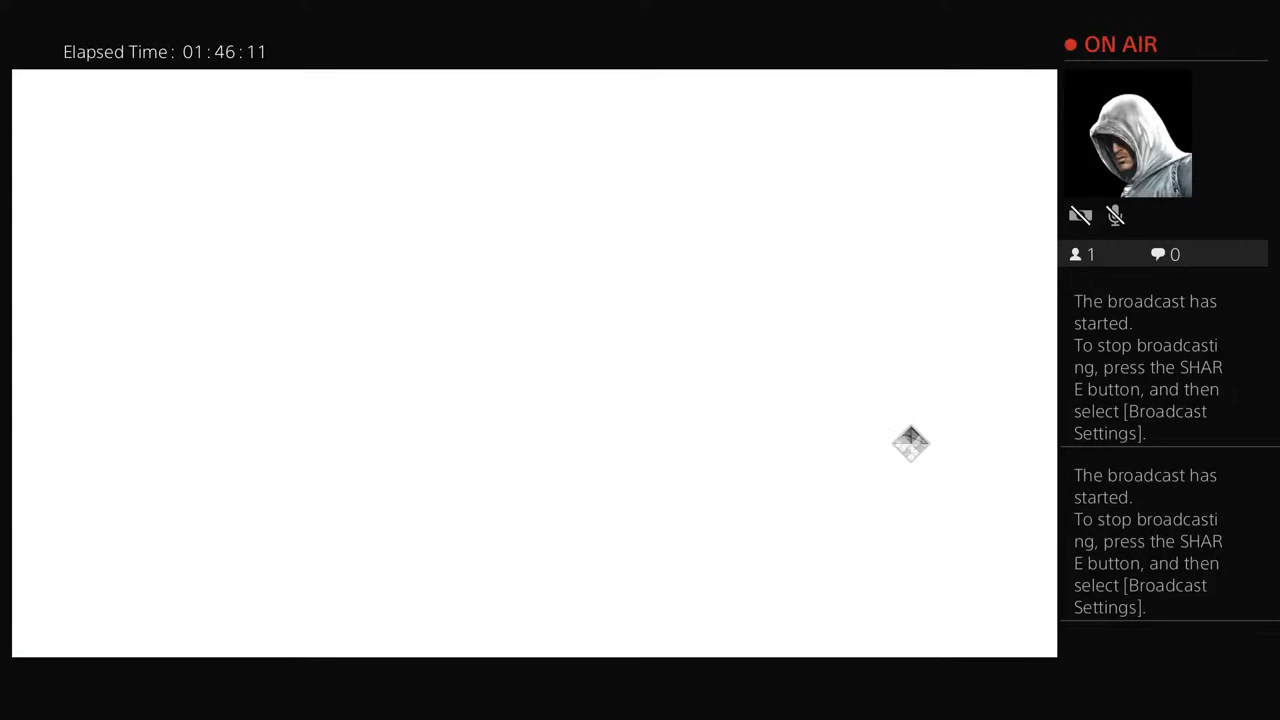 Elapsed Time: 01:46:11
ON AIR
1
0
The broadcast has
started.
To stop broadcasti
ng, press the SHAR
E button, and then
select [Broadcast
Settings].
The broadcast has
started.
To stop broadcasti
ng, press the SHAR
E button, and then
select [Broadcast
Settings].